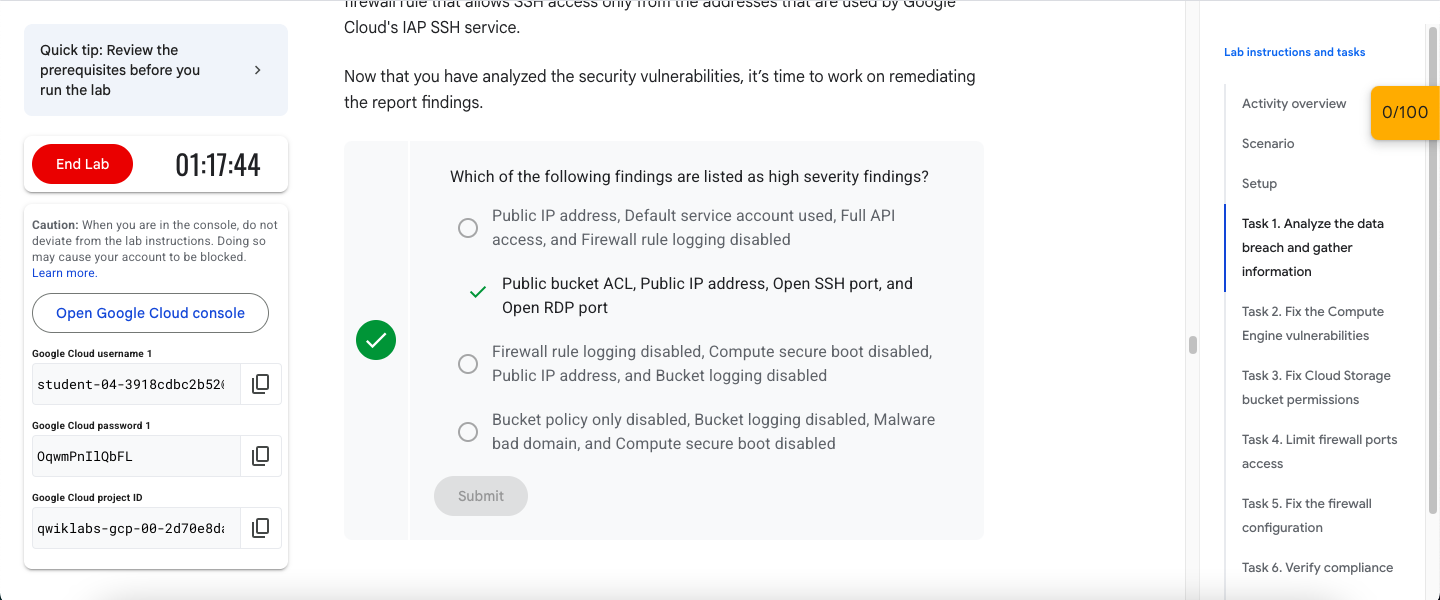 firewall rule that allows SSH access only from the addresses that are used by Google
Cloud's IAP SSH service.
Now that you have analyzed the security vulnerabilities, it's time to work on remediating
the report findings.
Quick tip: Review the
prerequisites before you
run the lab
End Lab
01:17:44
Caution: When you are in the console, do not
deviate from the lab instructions. Doing so
may cause your account to be blocked.
Learn more.
Open Google Cloud console
Google Cloud username 1
student-04-3918cdbc2b520
Google Cloud password 1
OqwmPnIlQbFL
Google Cloud project ID
qwiklabs-gcp-00-2d70e8da
Which of the following findings are listed as high severity findings?
Public IP address, Default service account used, Full API
access, and Firewall rule logging disabled
Public bucket ACL, Public IP address, Open SSH port, and
Open RDP port
Firewall rule logging disabled, Compute secure boot disabled,
Public IP address, and Bucket logging disabled
Bucket policy only disabled, Bucket logging disabled, Malware
bad domain, and Compute secure boot disabled
Submit
Lab instructions and tasks
0/100
Activity overview
Scenario
Setup
Task 1. Analyze the data
breach and gather
information
Task 2. Fix the Compute
Engine vulnerabilities
Task 3. Fix Cloud Storage
bucket permissions
Task 4. Limit firewall ports
access
Task 5. Fix the firewall
configuration
Task 6. Verify compliance